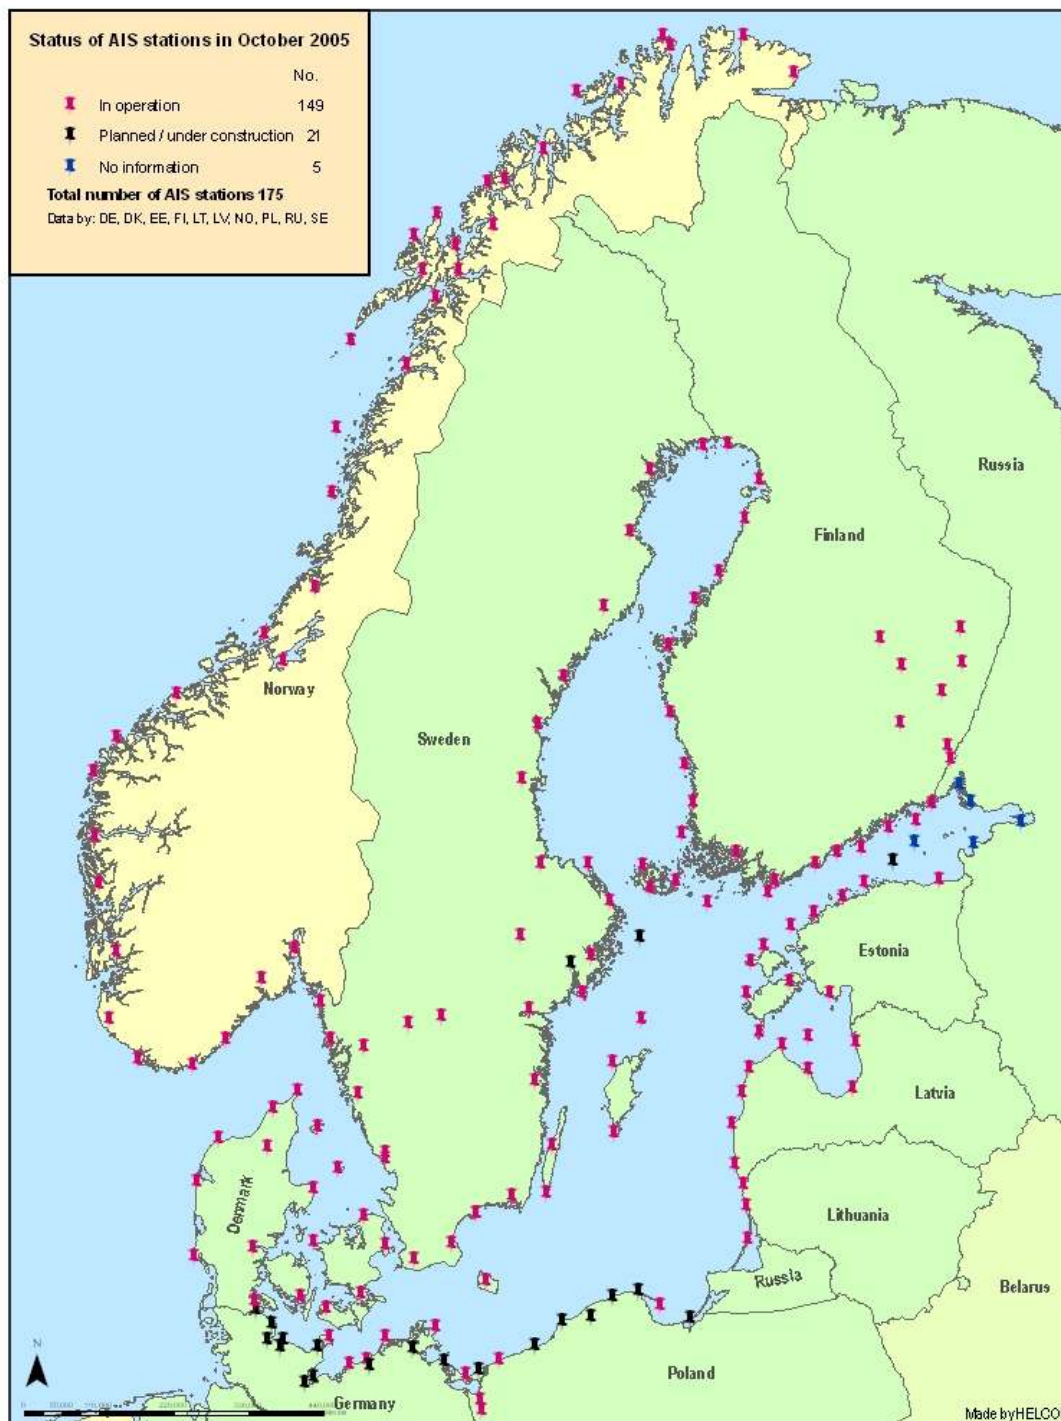 Status of AIS stations in October 2005
No.
In operation 149
Planned / under construction 21
No information 5
Total number of AIS stations 175
Data by: DE, DK, EE, FI, LT, LV, NO, PL, RU, SE
Russia
Finland
Norway
Sweden
Estonia
Latvia
Denmark
Lithuania
Russia
Belarus
N
Poland
Germany
Made by HELCO